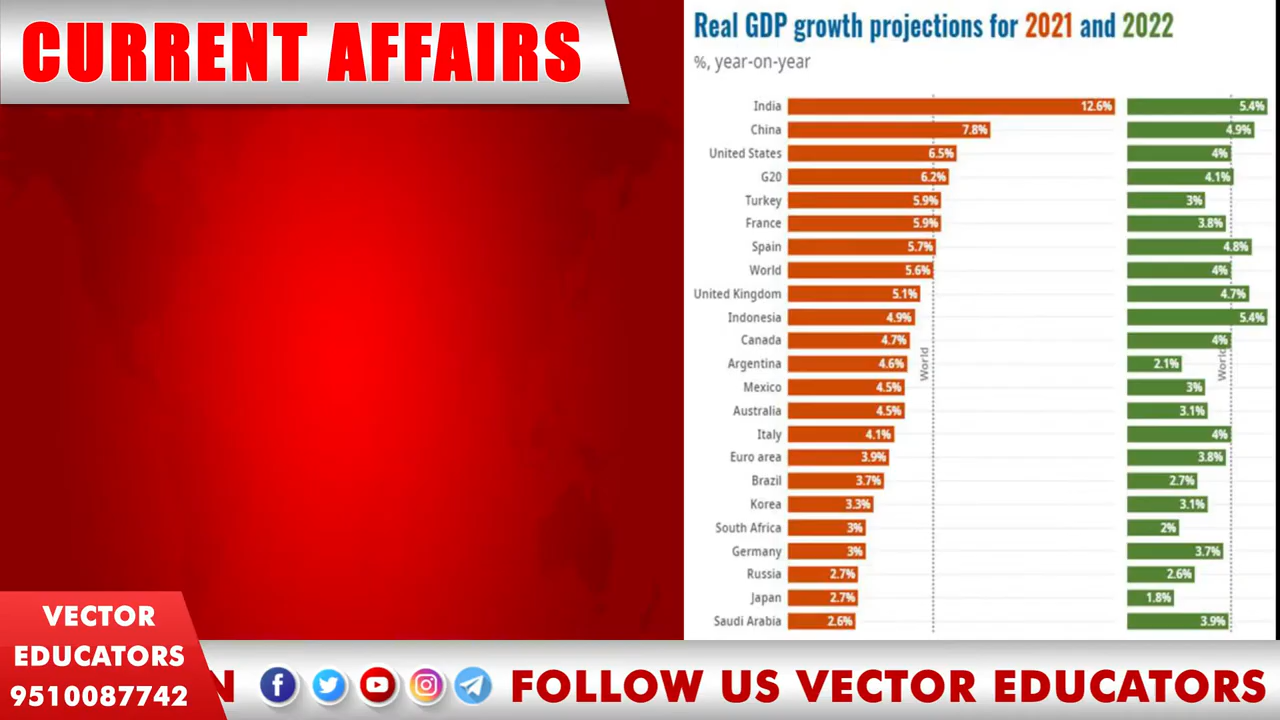 CURRENT AFFAIRS
Real GDP growth projections for 2021 and 2022
%, year-on-year
India 12.6% 5.4%
China 7.8% 4.9%
United States 6.5% 4%
G20 6.2% 4.1%
Turkey 5.9% 3%
France 5.9% 3.8%
Spain 5.7% 4.8%
World 5.6% 4%
United Kingdom 5.1% 4.7%
Indonesia 4.9% 5.4%
Canada 4.7% 4%
World World
Argentina 4.6% 2.1%
Mexico 4.5% 3%
Australia 4.5% 3.1%
Italy 4.1% 4%
Euro area 3.9% 3.8%
Brazil 3.7% 2.7%
Korea 3.3% 3.1%
South Africa 3% 2%
Germany 3% 3.7%
Russia 2.7% 2.6%
Japan 2.7% 1.8%
Saudi Arabia 2.6% 3.9%
VECTOR
EDUCATORS
9510087742
N FOLLOW US VECTOR EDUCATORS